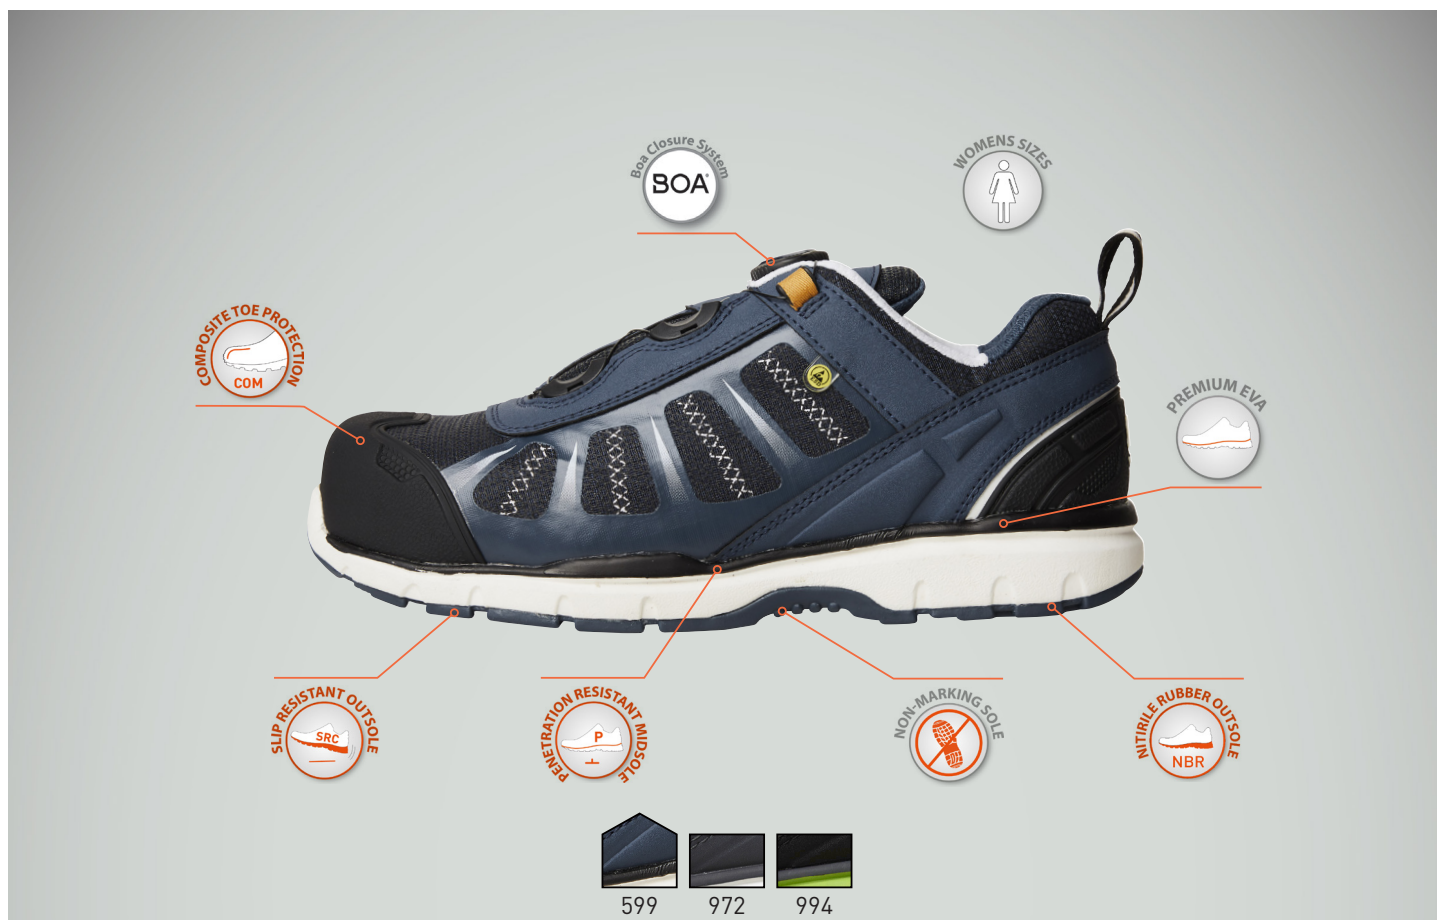 Boa Closure System
BOA®
WOMENS SIZES
COMPOSITE TOE PROTECTION
COM
PREMIUM EVA
SLIP RESISTANT OUTSOLE
SRC
PENETRATION RESISTANT MIDSOLE
P
NON-MARKING SOLE
NITIRILE RUBBER OUTSOLE
NBR
599
972
994